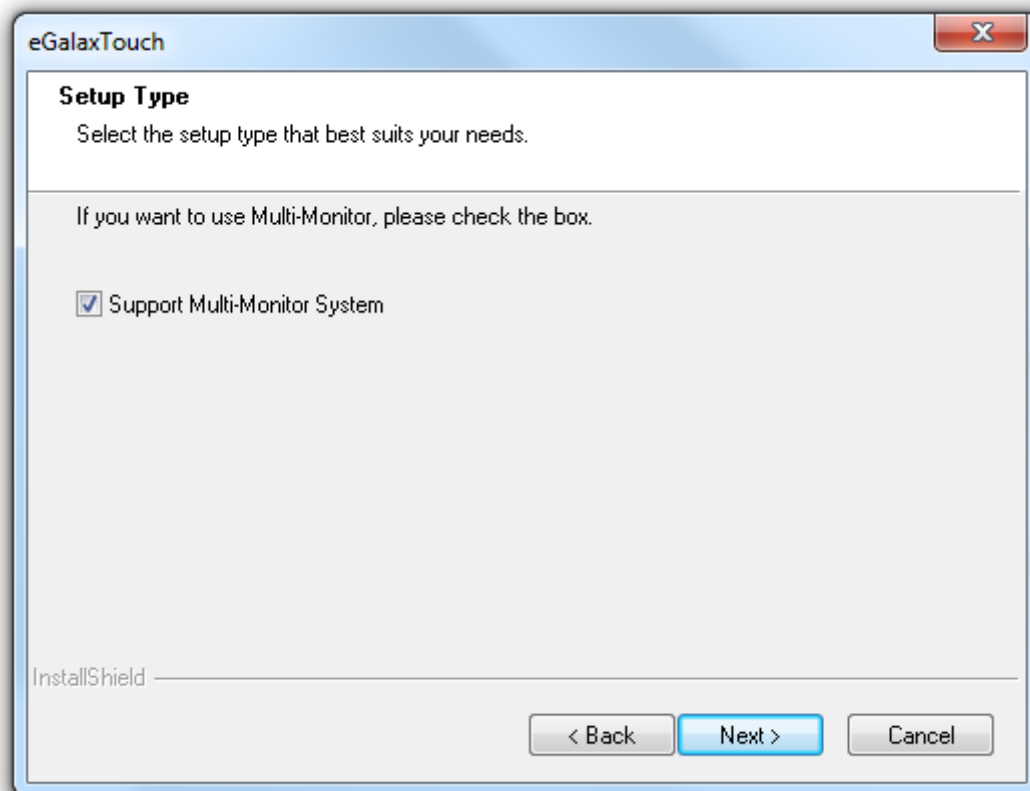 eGalaxTouch
Setup Type
Select the setup type that best suits your needs.
If you want to use Multi-Monitor, please check the box.
Support Multi-Monitor System
InstallShield
< Back
Next >
Cancel